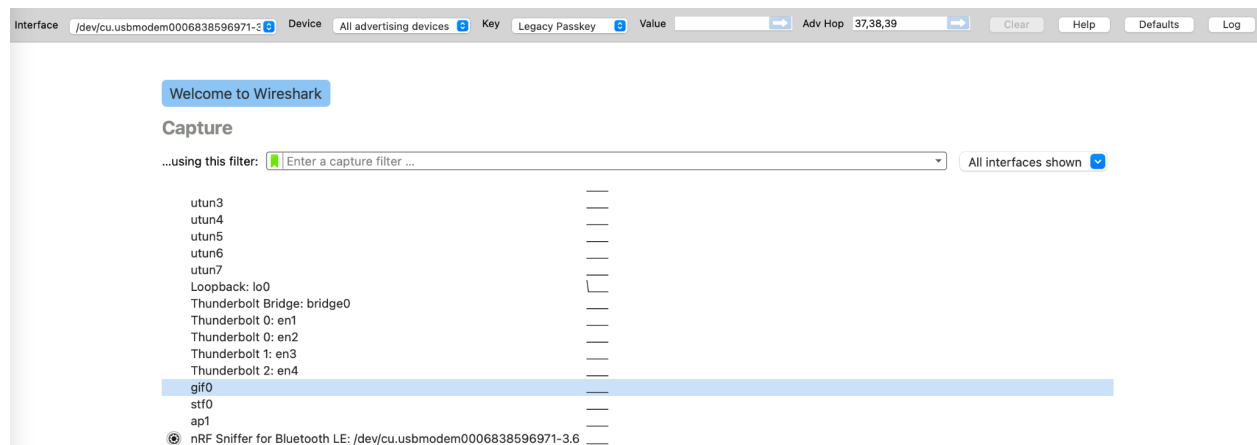 Interface /dev/cu.usbmodem0006838596971-3 Device All advertising devices Key Legacy Passkey Value Adv Hop 37,38,39 Clear Help Defaults Log
Welcome to Wireshark
Capture
...using this filter: Enter a capture filter ... All interfaces shown
utun3
utun4
utun5
utun6
utun7
Loopback: lo0
Thunderbolt Bridge: bridge0
Thunderbolt 0: en1
Thunderbolt 0: en2
Thunderbolt 1: en3
Thunderbolt 2: en4
gif0
stf0
ap1
nRF Sniffer for Bluetooth LE: /dev/cu.usbmodem0006838596971-3.6